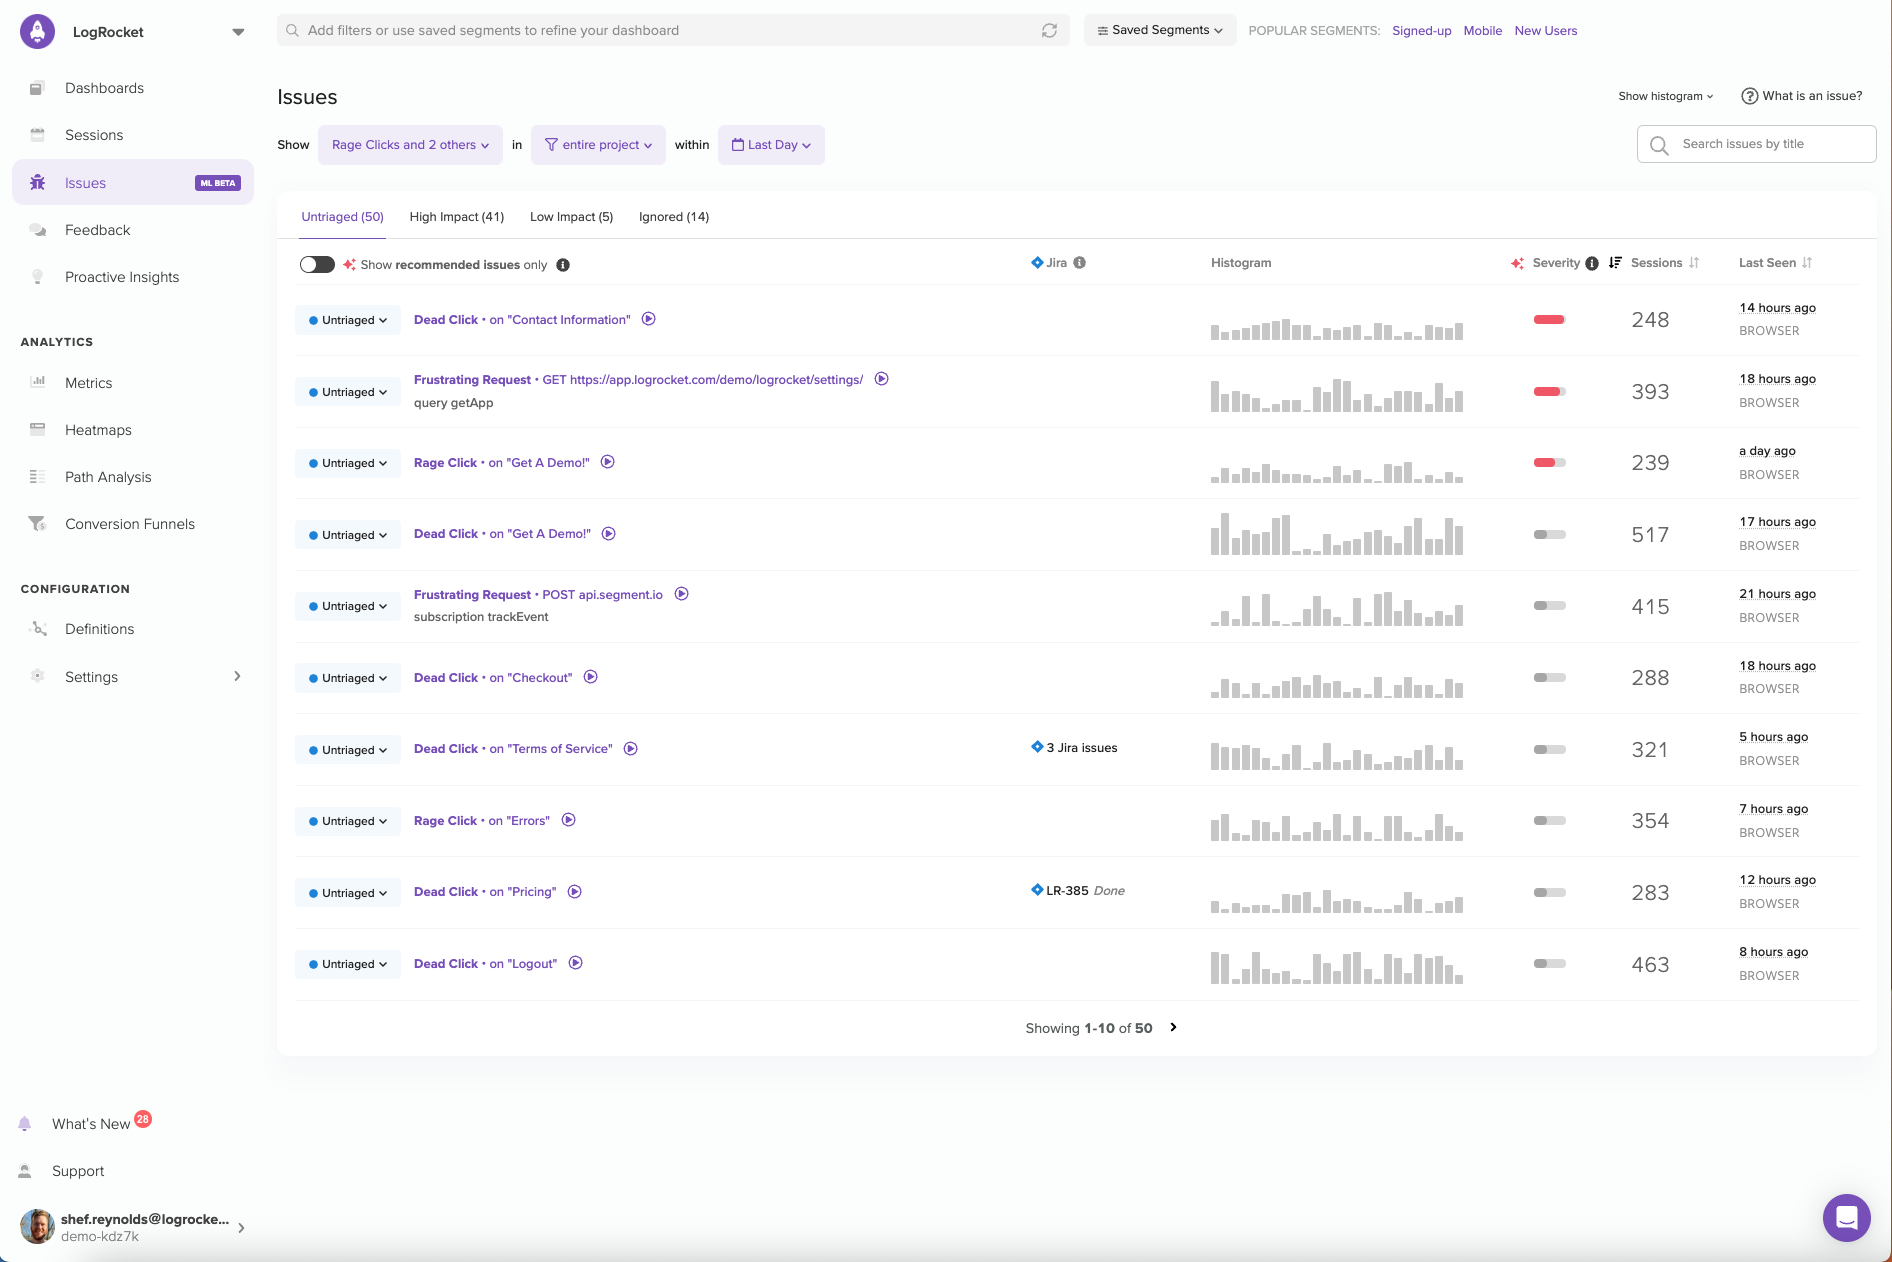 LogRocket
Add filters or use saved segments to refine your dashboard
Saved Segments
POPULAR SEGMENTS: Signed-up Mobile New Users
Dashboards
Sessions
Issues ML BETA
Feedback
Proactive Insights
ANALYTICS
Metrics
Heatmaps
Path Analysis
Conversion Funnels
CONFIGURATION
Definitions
Settings
What's New 28
Support
shef.reynolds@logrocke...
demo-kdz7k
Issues
Show histogram
What is an issue?
Show Rage Clicks and 2 others in entire project within Last Day
Search issues by title
Untriaged (50) High Impact (41) Low Impact (5) Ignored (14)
Show recommended issues only Jira Histogram Severity Sessions Last Seen
Untriaged Dead Click • on "Contact Information" 248 14 hours ago
BROWSER
Untriaged Frustrating Request • GET https://app.logrocket.com/demo/logrocket/settings/ 393 18 hours ago
query getApp BROWSER
Untriaged Rage Click • on "Get A Demo!" 239 a day ago
BROWSER
Untriaged Dead Click • on "Get A Demo!" 517 17 hours ago
BROWSER
Untriaged Frustrating Request • POST api.segment.io 415 21 hours ago
subscription trackEvent BROWSER
Untriaged Dead Click • on "Checkout" 288 18 hours ago
BROWSER
Untriaged Dead Click • on "Terms of Service" 3 Jira issues 321 5 hours ago
BROWSER
Untriaged Rage Click • on "Errors" 354 7 hours ago
BROWSER
Untriaged Dead Click • on "Pricing" LR-385 Done 283 12 hours ago
BROWSER
Untriaged Dead Click • on "Logout" 463 8 hours ago
BROWSER
Showing 1-10 of 50